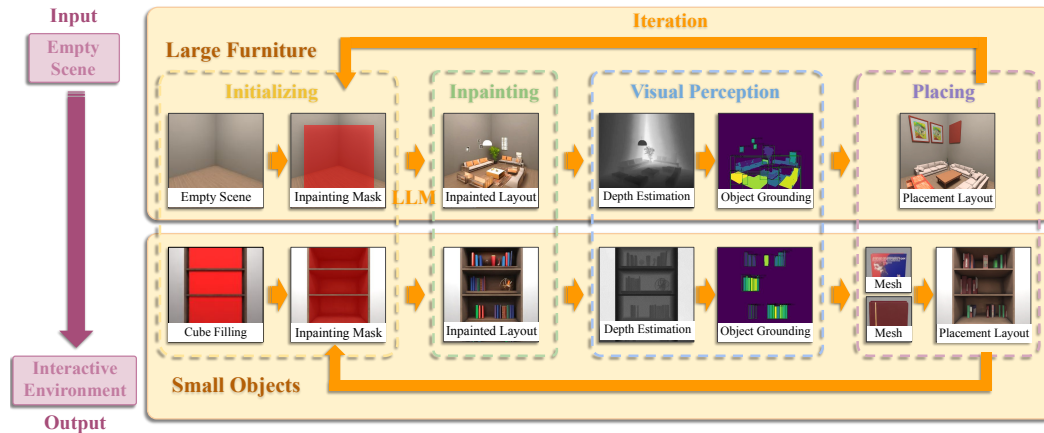 Input
Empty
Scene
Interactive
Environment
Output
Iteration
Large Furniture
Initializing
Inpainting
Visual Perception
Placing
Empty Scene
Inpainting Mask
LLM
Inpainted Layout
Depth Estimation
Object Grounding
Placement Layout
Cube Filling
Inpainting Mask
Inpainted Layout
Depth Estimation
Object Grounding
Mesh
Mesh
Placement Layout
Small Objects